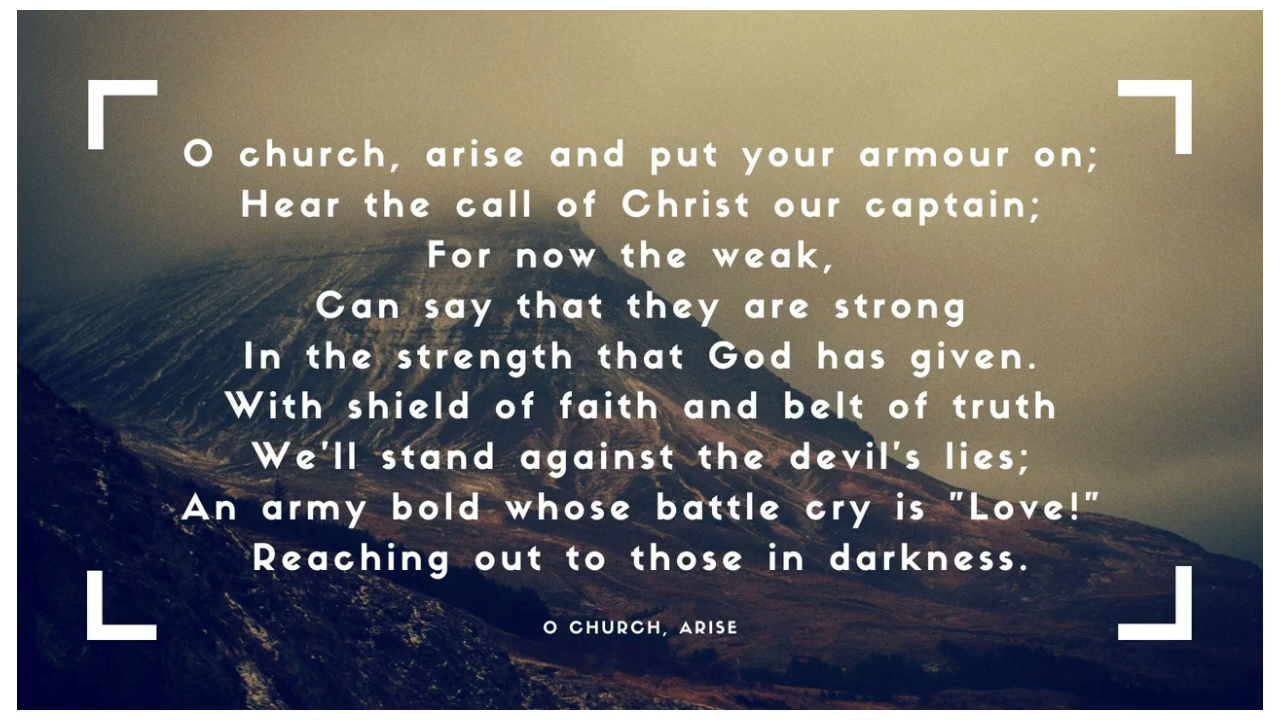 O church, arise and put your armour on;
Hear the call of Christ our captain;
For now the weak,
Can say that they are strong
In the strength that God has given.
With shield of faith and belt of truth
We'll stand against the devil's lies;
An army bold whose battle cry is "Love!"
Reaching out to those in darkness.
O CHURCH, ARISE